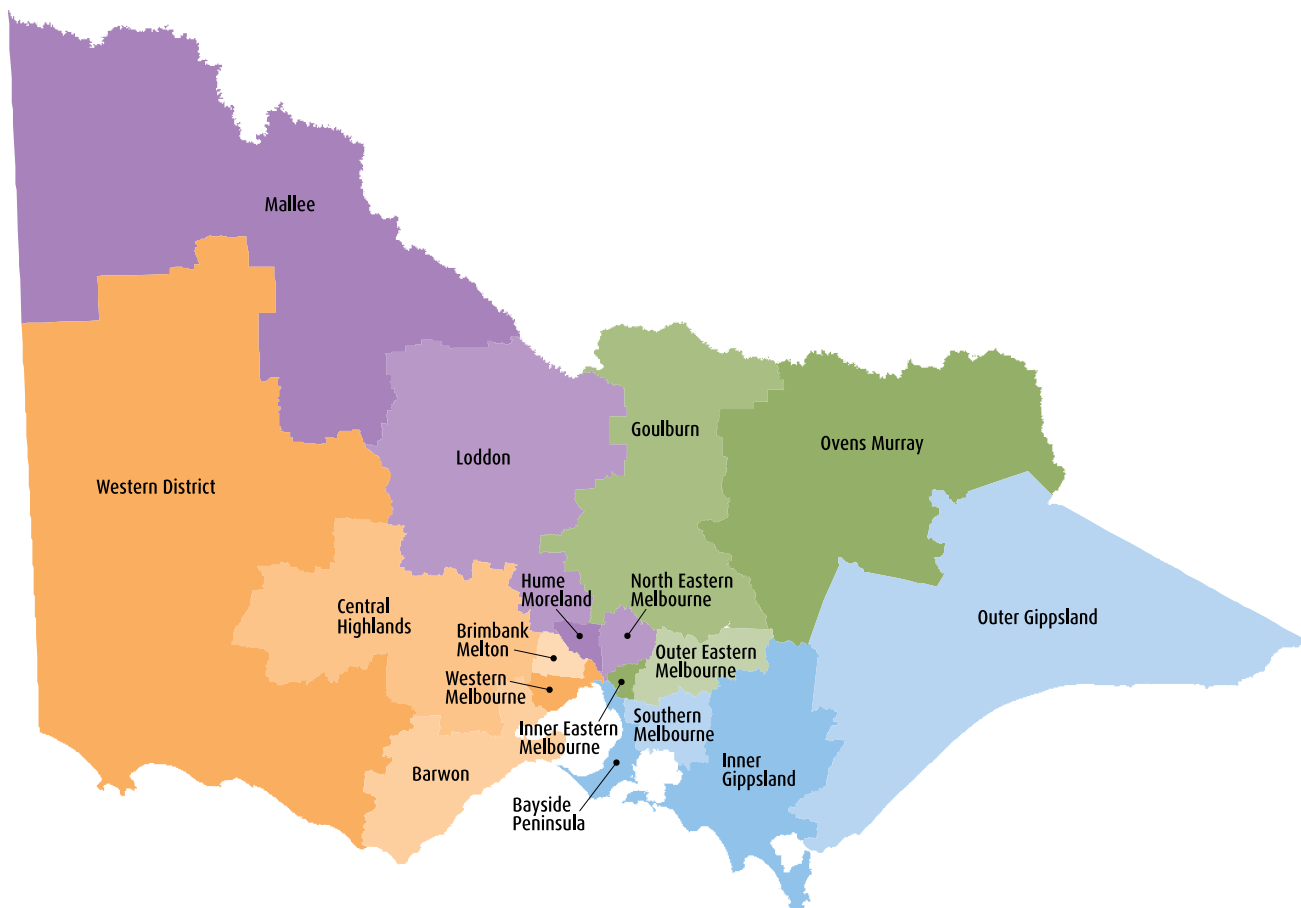 Mallee
Goulburn
Ovens Murray
Loddon
Western District
Hume
Moreland
North Eastern
Melbourne
Central
Highlands
Outer Gippsland
Brimbank
Melton
Outer Eastern
Melbourne
Western
Melbourne
Inner Eastern
Melbourne
Southern
Melbourne
Barwon
Inner
Gippsland
Bayside
Peninsula